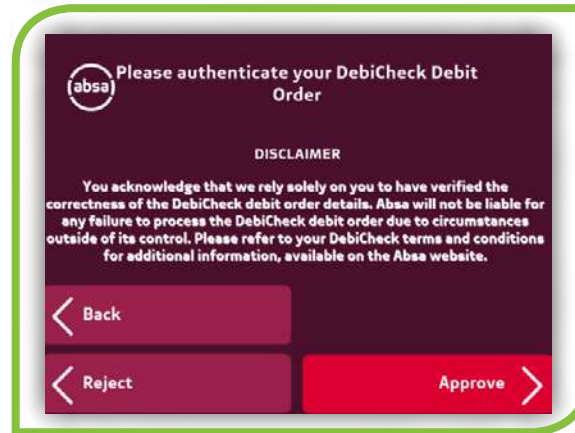 (absa)
Please authenticate your DebiCheck Debit
Order
DISCLAIMER
You acknowledge that we rely solely on you to have verified the
correctness of the DebiCheck debit order details. Absa will not be liable for
any failure to process the DebiCheck debit order due to circumstances
outside of its control. Please refer to your DebiCheck terms and conditions
for additional information, available on the Absa website.
Back
Reject
Approve